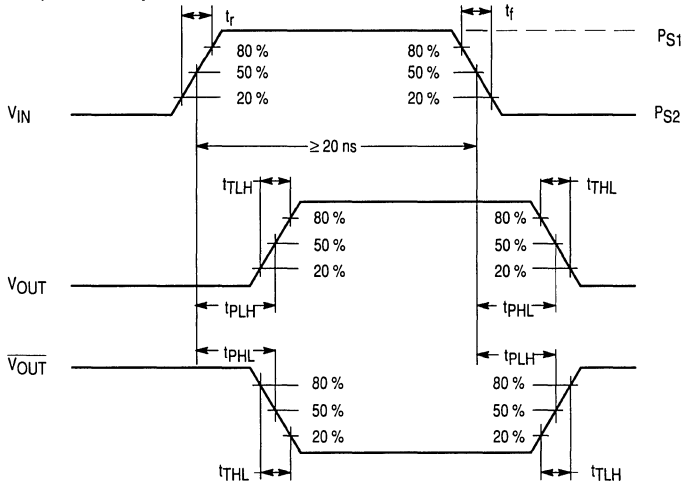 tr
tf
PS1
80 %
80 %
50 %
50 %
20 %
20 %
VIN
PS2
≥ 20 ns
tTLH
tTHL
80 %
80 %
50 %
50 %
20 %
20 %
VOUT
tPLH
tPHL
VOUT
tPHL
tPLH
80 %
80 %
50 %
50 %
20 %
20 %
tTHL
tTLH